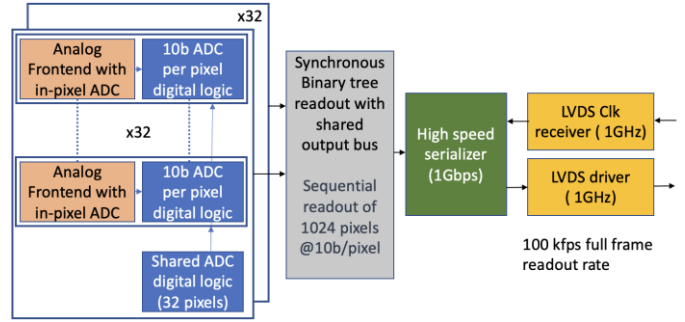 x32
Analog
Frontend with
in-pixel ADC
10b ADC
per pixel
digital logic
x32
Analog
Frontend with
in-pixel ADC
10b ADC
per pixel
digital logic
Shared ADC
digital logic
(32 pixels)
Synchronous
Binary tree
readout with
shared
output bus
Sequential
readout of
1024 pixels
@10b/pixel
High speed
serializer
(1Gbps)
LVDS Clk
receiver ( 1GHz)
LVDS driver
( 1GHz)
100 kfps full frame
readout rate